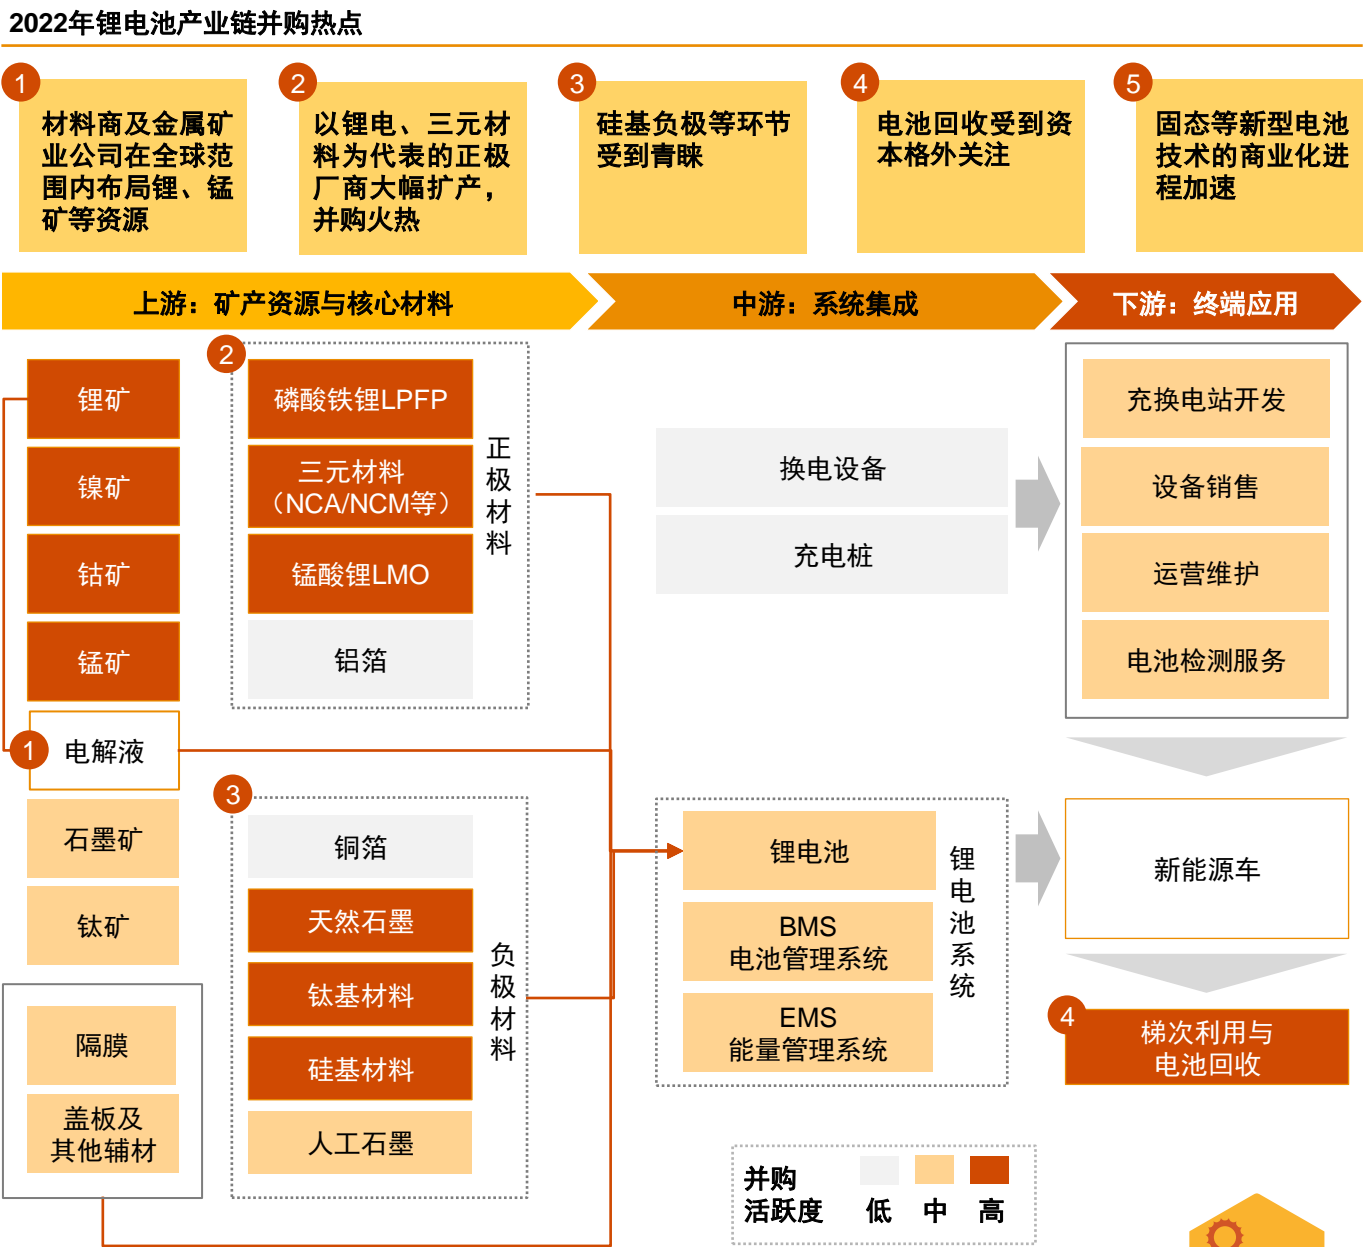 2022年锂电池产业链并购热点
1
材料商及金属矿
业公司在全球范
围内布局锂、锰
矿等资源
2
以锂电、三元材
料为代表的正极
厂商大幅扩产，
并购火热
3
硅基负极等环节
受到青睐
4
电池回收受到资
本格外关注
5
固态等新型电池
技术的商业化进
程加速
上游：矿产资源与核心材料
中游：系统集成
下游：终端应用
锂矿
镍矿
钴矿
锰矿
1
电解液
石墨矿
钛矿
隔膜
盖板及
其他辅材
2
磷酸铁锂LPFP
三元材料
（NCA/NCM等）
锰酸锂LMO
铝箔
正极材料
3
铜箔
天然石墨
钛基材料
硅基材料
人工石墨
负极材料
换电设备
充电桩
锂电池
BMS
电池管理系统
EMS
能量管理系统
锂电池系统
充换电站开发
设备销售
运营维护
电池检测服务
新能源车
4
梯次利用与
电池回收
并购
活跃度
低 中 高